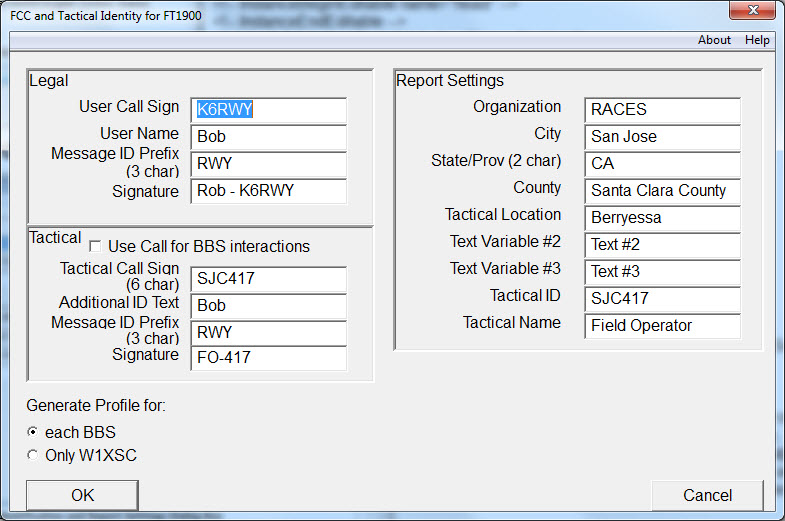 FCC and Tactical Identity for FT1900
About Help
Legal
User Call Sign K6RWY
User Name Bob
Message ID Prefix
(3 char) RWY
Signature Rob - K6RWY
Tactical
Use Call for BBS interactions
Tactical Call Sign
(6 char) SJC417
Additional ID Text Bob
Message ID Prefix
(3 char) RWY
Signature FO-417
Generate Profile for:
each BBS
Only W1XSC
OK
Report Settings
Organization RACES
City San Jose
State/Prov (2 char) CA
County Santa Clara County
Tactical Location Berryessa
Text Variable #2 Text #2
Text Variable #3 Text #3
Tactical ID SJC417
Tactical Name Field Operator
Cancel